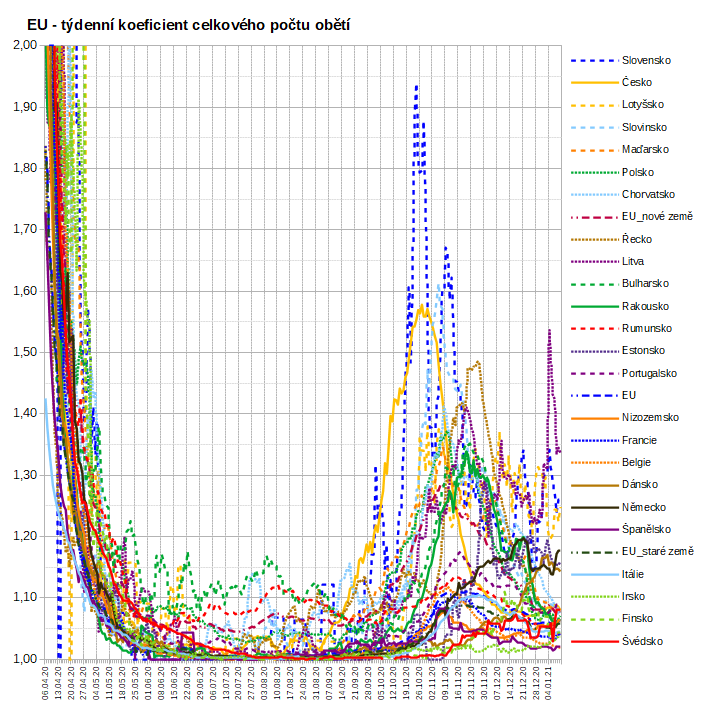 EU - týdenní koeficient celkového počtu obětí
2,00
1,90
1,80
1,70
1,60
1,50
1,40
1,30
1,20
1,10
1,00
06.04.20
13.04.20
20.04.20
27.04.20
04.05.20
11.05.20
18.05.20
25.05.20
01.06.20
08.06.20
15.06.20
22.06.20
29.06.20
06.07.20
13.07.20
20.07.20
27.07.20
03.08.20
10.08.20
17.08.20
24.08.20
31.08.20
07.09.20
14.09.20
21.09.20
28.09.20
05.10.20
12.10.20
19.10.20
26.10.20
02.11.20
09.11.20
16.11.20
23.11.20
30.11.20
07.12.20
14.12.20
21.12.20
28.12.20
04.01.21
Slovensko
Česko
Lotyšsko
Slovinsko
Maďarsko
Polsko
Chorvatsko
EU_nové země
Řecko
Litva
Bulharsko
Rakousko
Rumunsko
Estonsko
Portugalsko
EU
Nizozemsko
Francie
Belgie
Dánsko
Německo
Španělsko
EU_staré země
Itálie
Irsko
Finsko
Švédsko